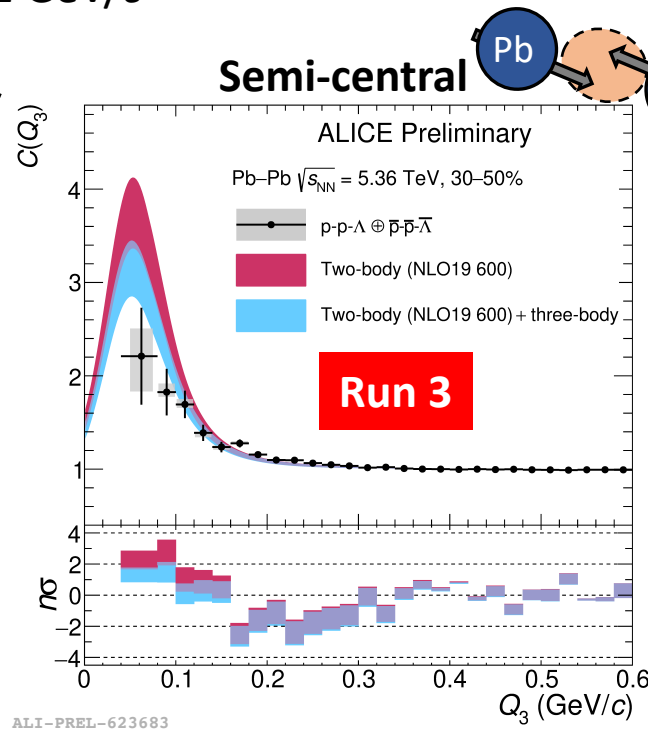 Semi-central
Pb
C(Q₃)
ALICE Preliminary
Pb–Pb √sNN = 5.36 TeV, 30–50%
p-p-Λ ⊕ p̅-p̅-Λ̅
Two-body (NLO19 600)
Two-body (NLO19 600) + three-body
Run 3
4
3
2
1
nσ
4
2
0
−2
−4
0 0.1 0.2 0.3 0.4 0.5 0.6
Q₃ (GeV/c)
ALI-PREL-623683